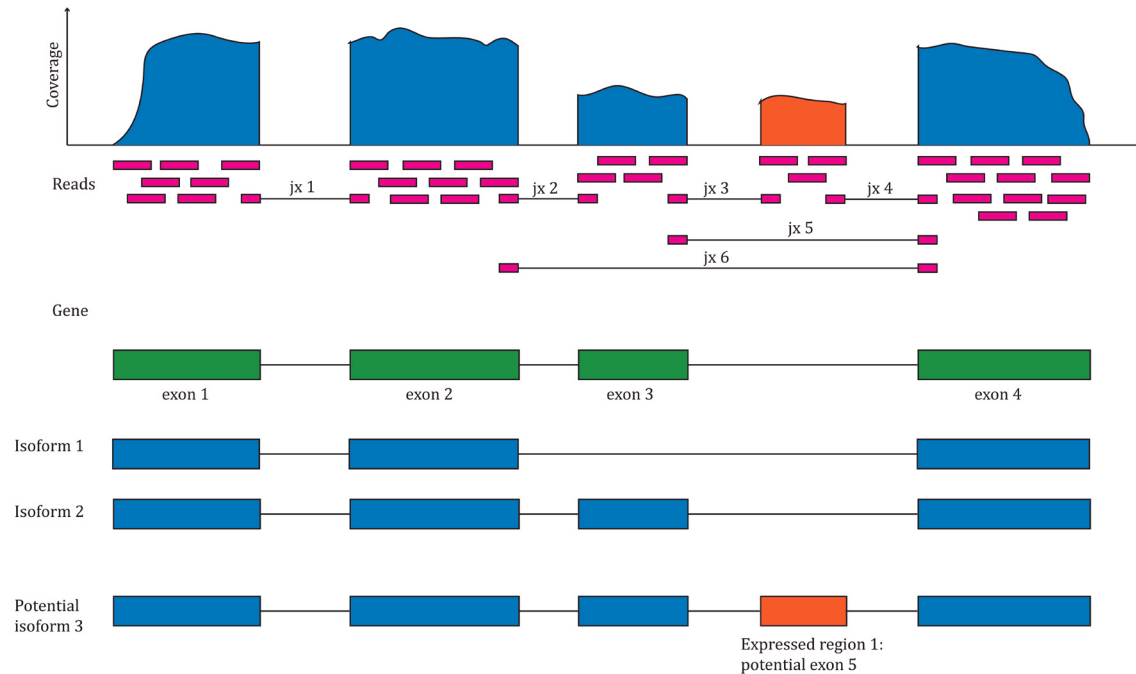 Coverage
Reads
jx 1
jx 2
jx 3
jx 4
jx 5
jx 6
Gene
exon 1
exon 2
exon 3
exon 4
Isoform 1
Isoform 2
Potential
isoform 3
Expressed region 1:
potential exon 5